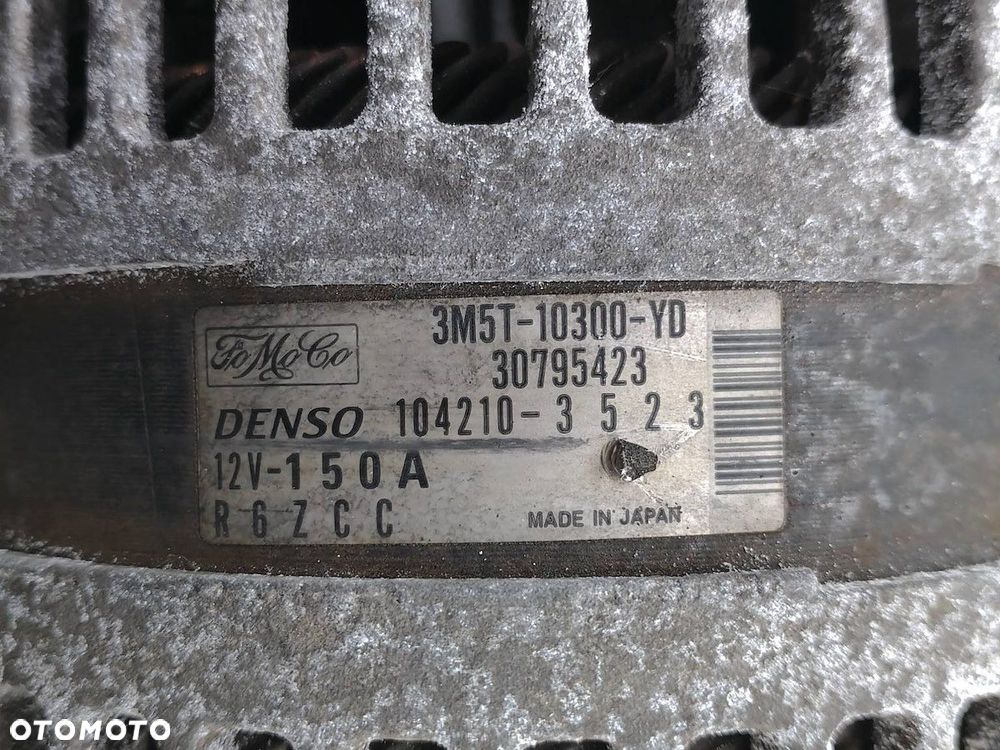 3M5T-10300-YD
FoMoCo
30795423
DENSO 104210-3523
12V-150A
R6ZCC
MADE IN JAPAN
OTOMOTO